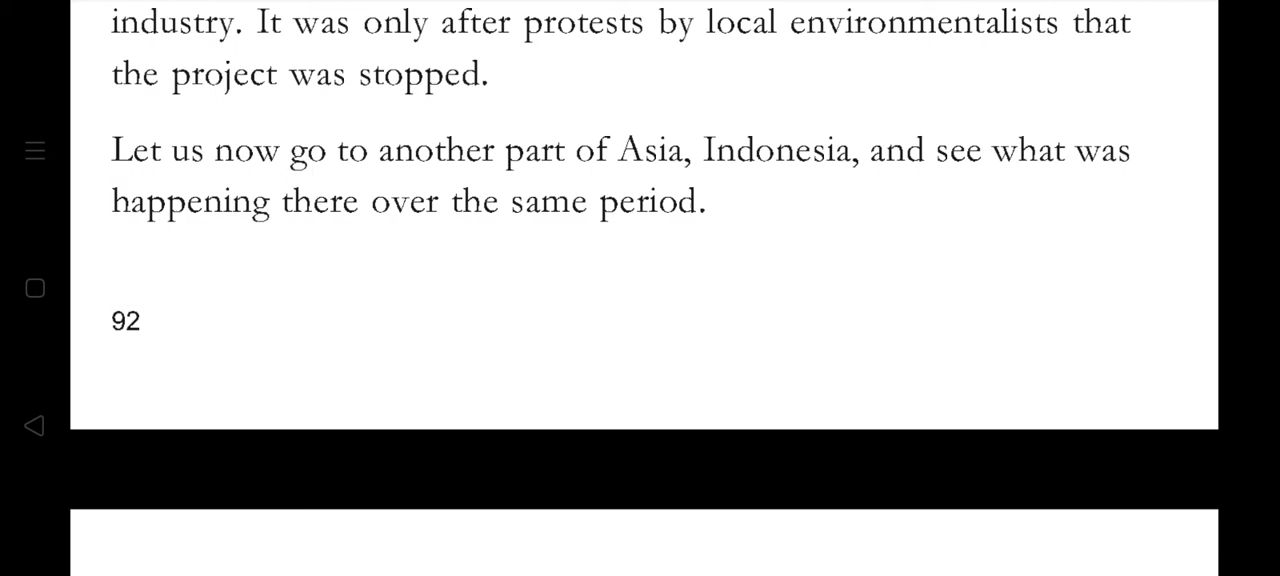 industry. It was only after protests by local environmentalists that
the project was stopped.
Let us now go to another part of Asia, Indonesia, and see what was
happening there over the same period.
92